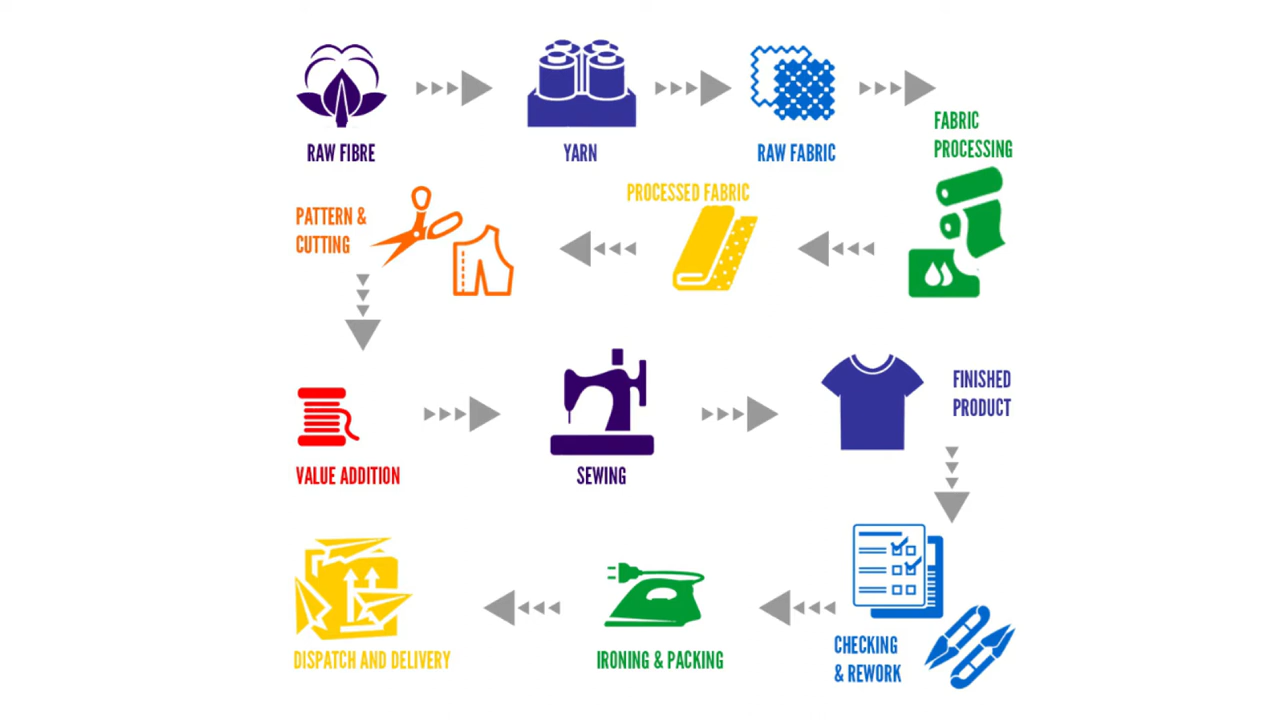 RAW FIBRE
YARN
RAW FABRIC
FABRIC
PROCESSING
PROCESSED FABRIC
PATTERN &
CUTTING
VALUE ADDITION
SEWING
FINISHED
PRODUCT
CHECKING
& REWORK
IRONING & PACKING
DISPATCH AND DELIVERY